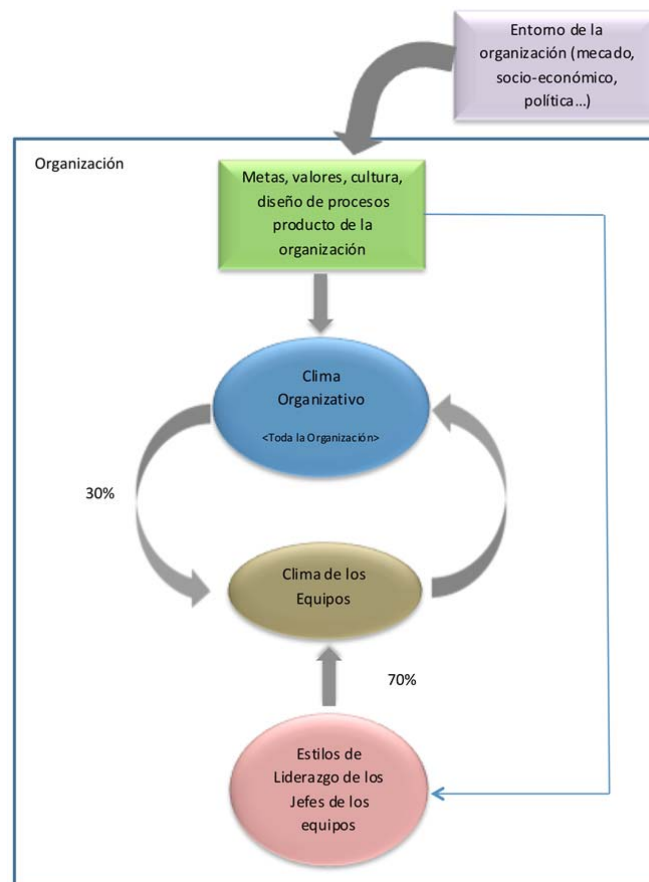 Entorno de la
organización (mecado,
socio-económico,
política...)
Organización
Metas, valores, cultura,
diseño de procesos
producto de la
organización
Clima
Organizativo
<Toda la Organización>
30%
Clima de los
Equipos
70%
Estilos de
Liderazgo de los
Jefes de los
equipos